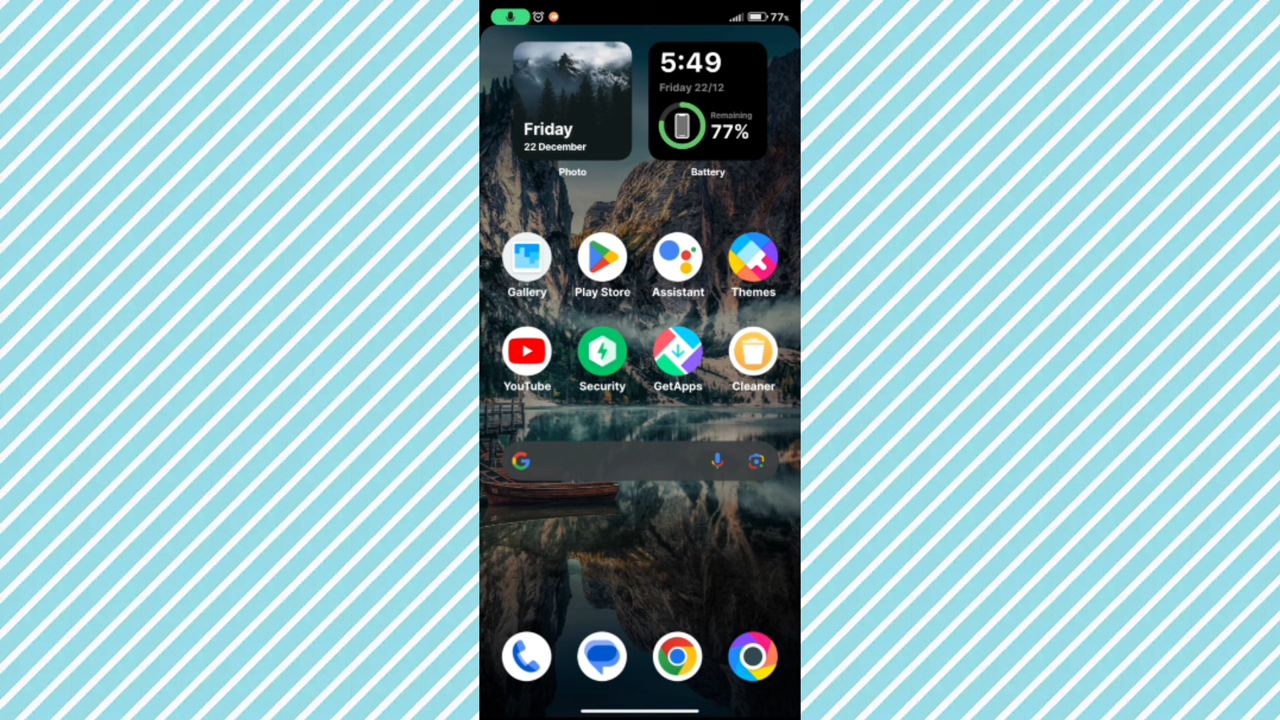 77%
5:49
Friday 22/12
Remaining
77%
Friday
22 December
Photo
Battery
Gallery
Play Store
Assistant
Themes
YouTube
Security
GetApps
Cleaner